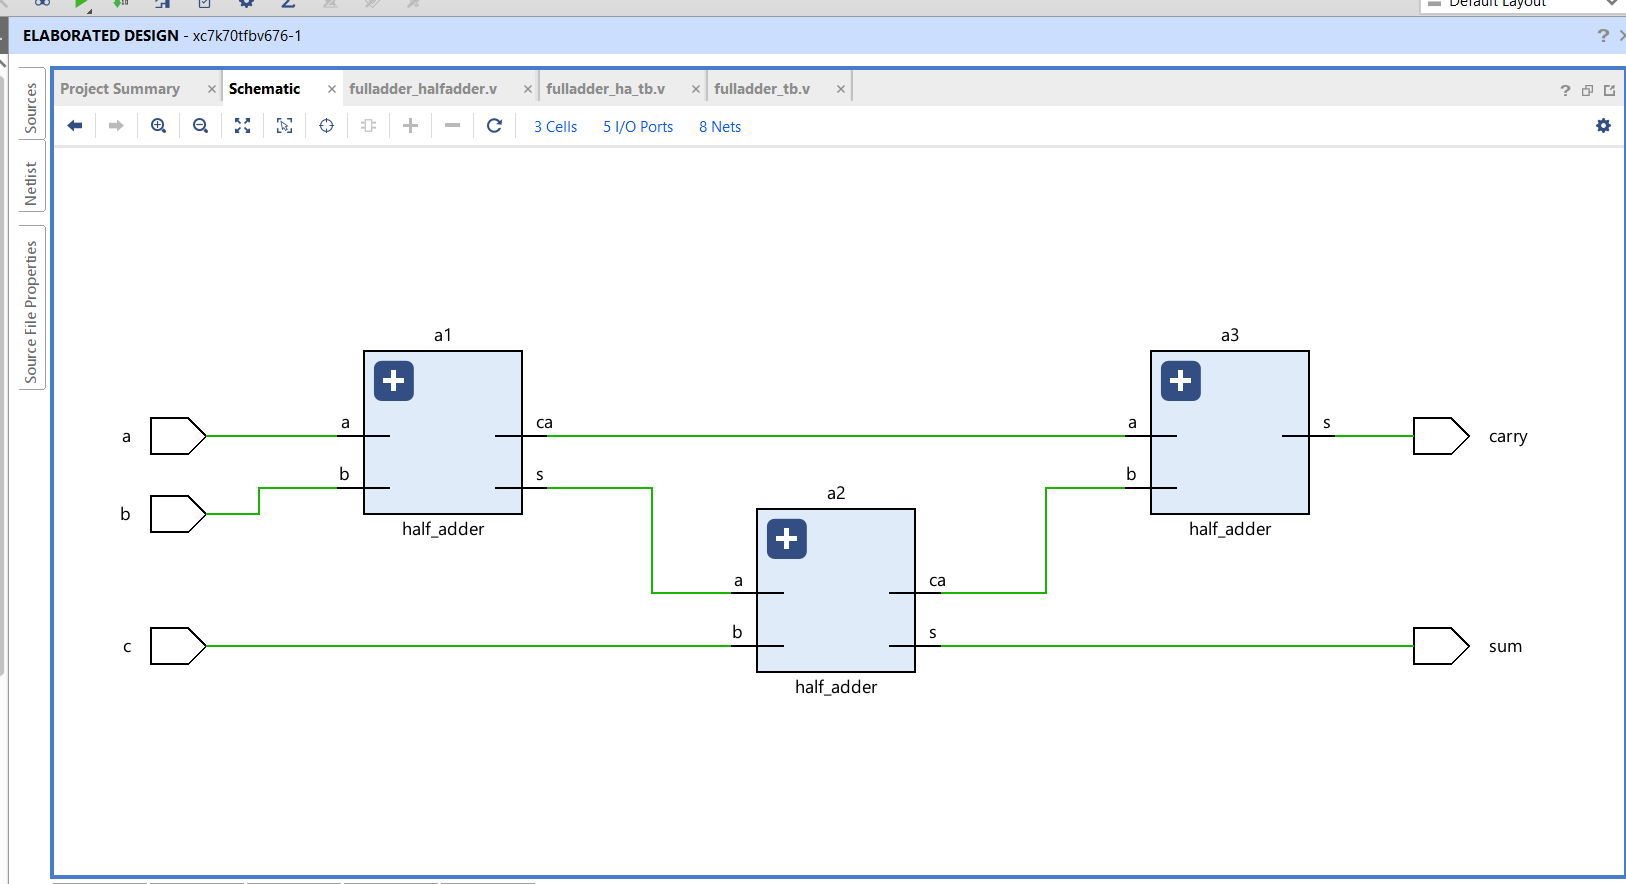 Default Layout
ELABORATED DESIGN - xc7k70tfbv676-1
Sources
Netlist
Source File Properties
Project Summary
Schematic
fulladder_halfadder.v
fulladder_ha_tb.v
fulladder_tb.v
3 Cells
5 I/O Ports
8 Nets
a1
a3
a
a
ca
a
s
carry
b
b
s
b
a2
half_adder
half_adder
a
ca
c
b
s
sum
half_adder